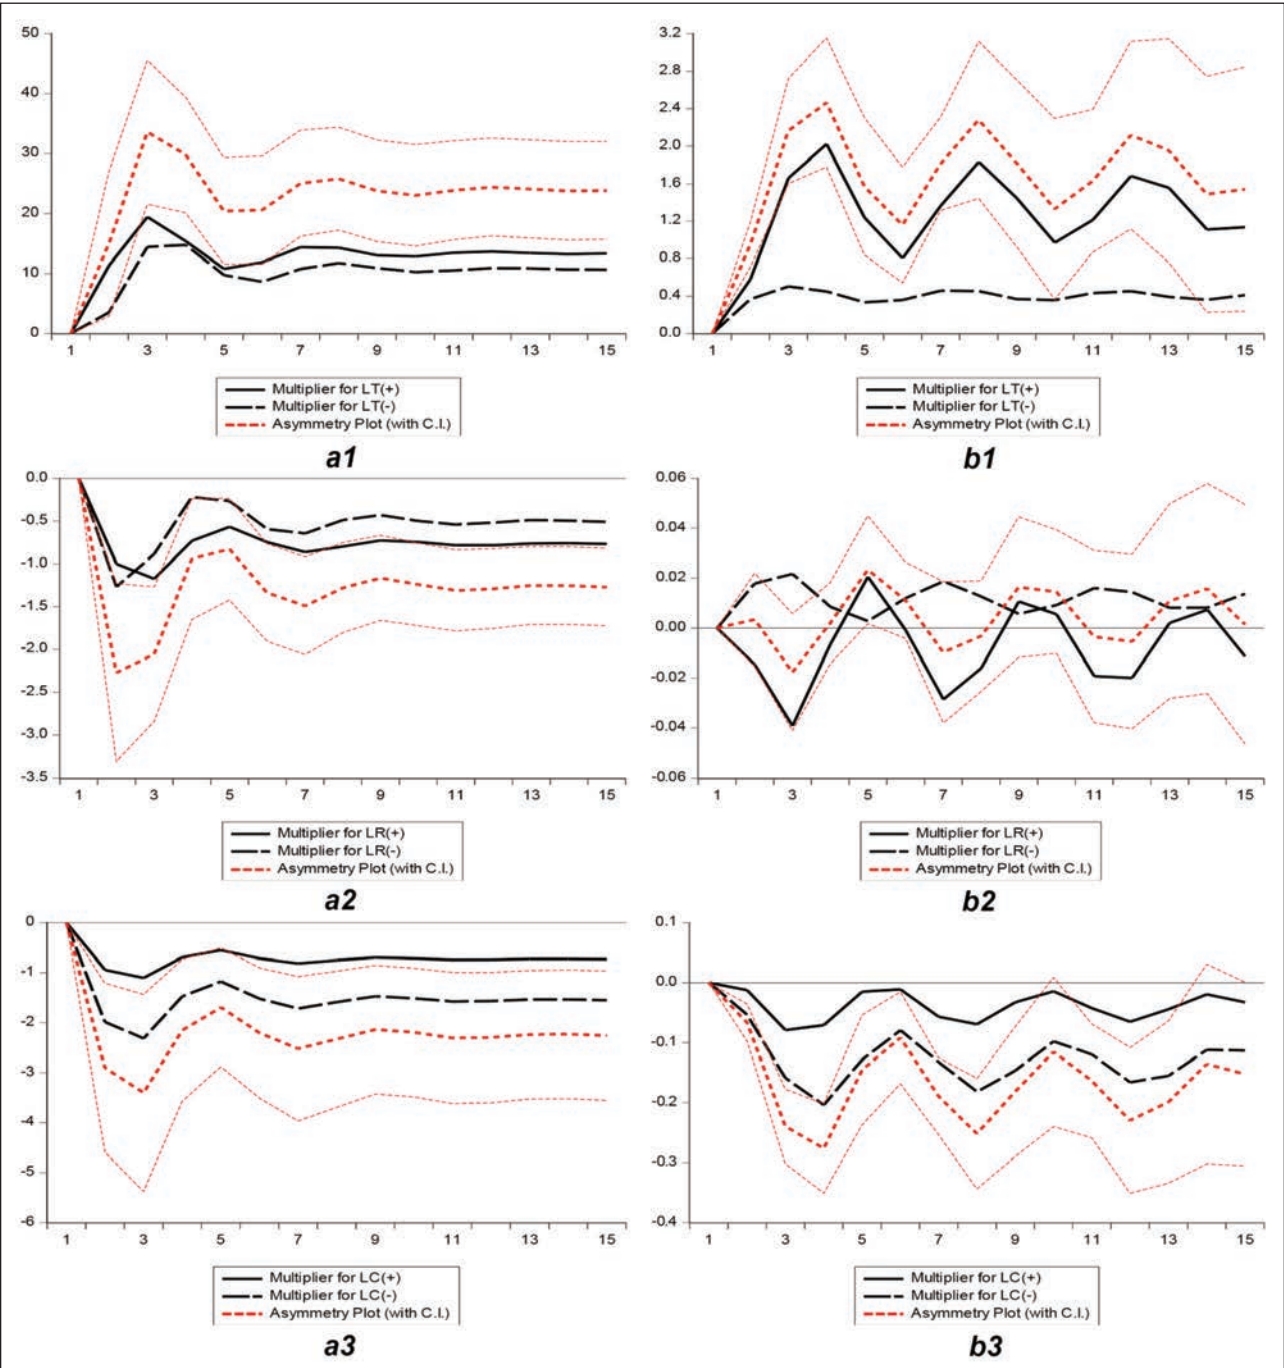 50
40
30
20
10
0
1 3 5 7 9 11 13 15
Multiplier for LT(+)
Multiplier for LT(-)
Asymmetry Plot (with C.I.)
a1
3.2
2.8
2.4
2.0
1.6
1.2
0.8
0.4
0.0
1 3 5 7 9 11 13 15
Multiplier for LT(+)
Multiplier for LT(-)
Asymmetry Plot (with C.I.)
b1
0.0
-0.5
-1.0
-1.5
-2.0
-2.5
-3.0
-3.5
1 3 5 7 9 11 13 15
Multiplier for LR(+)
Multiplier for LR(-)
Asymmetry Plot (with C.I.)
a2
0.06
0.04
0.02
0.00
-0.02
-0.04
-0.06
1 3 5 7 9 11 13 15
Multiplier for LR(+)
Multiplier for LR(-)
Asymmetry Plot (with C.I.)
b2
0
-1
-2
-3
-4
-5
-6
1 3 5 7 9 11 13 15
Multiplier for LC(+)
Multiplier for LC(-)
Asymmetry Plot (with C.I.)
a3
0.1
0.0
-0.1
-0.2
-0.3
-0.4
1 3 5 7 9 11 13 15
Multiplier for LC(+)
Multiplier for LC(-)
Asymmetry Plot (with C.I.)
b3